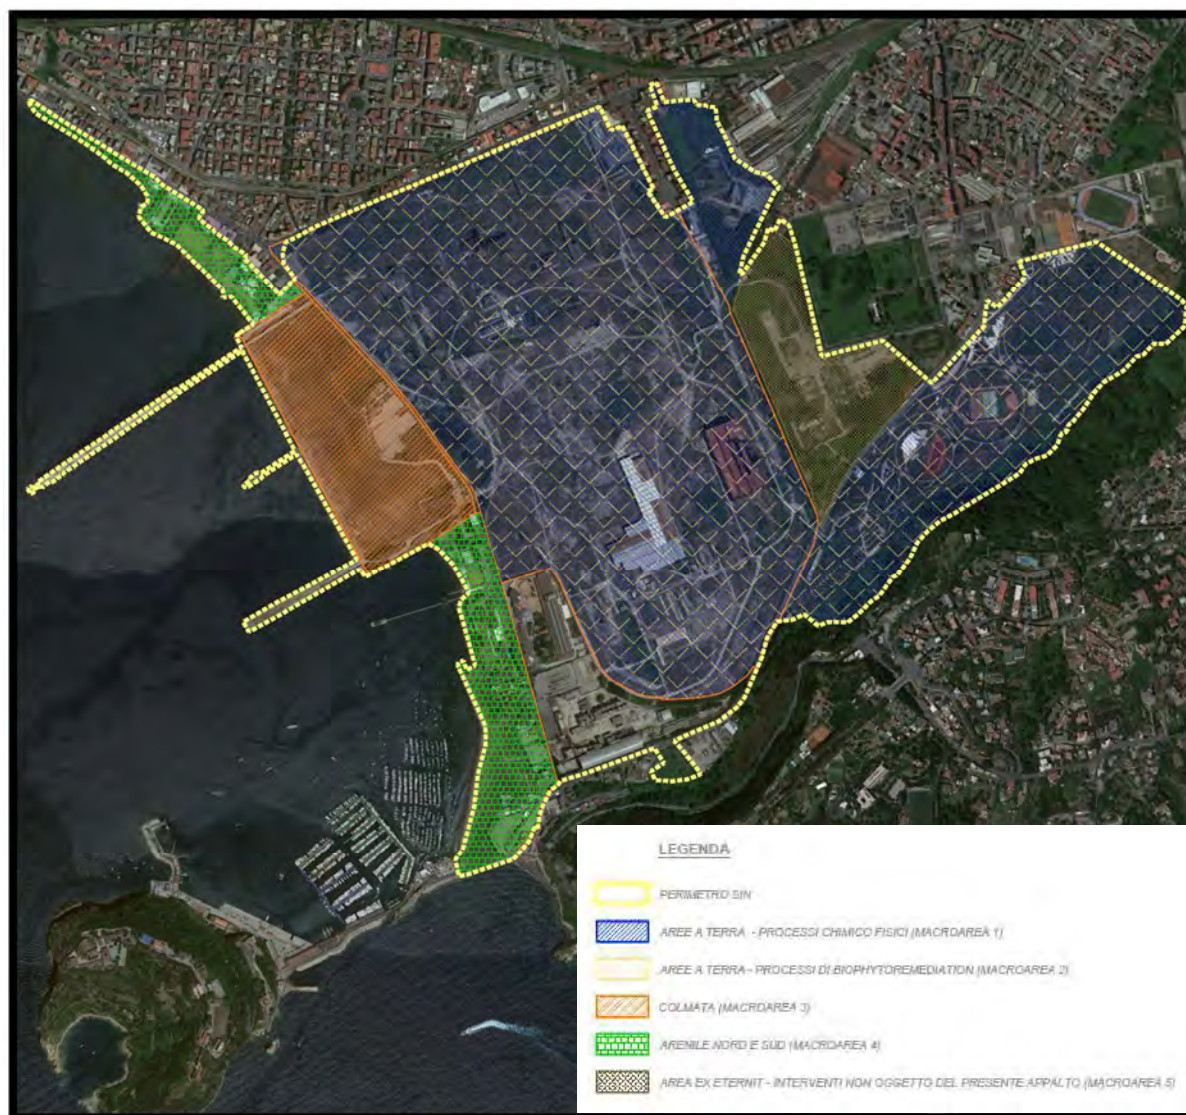 LEGENDA
PERIMETRO SIN
AREE A TERRA - PROCESSI CHIMICO FISICI (MACROAREA 1)
AREE A TERRA - PROCESSI DI BIOPHYTOREMEDIATION (MACROAREA 2)
COLMATA (MACROAREA 3)
ARENILE NORD E SUD (MACROAREA 4)
AREA EX ETERNIT - INTERVENTI NON OGGETTO DEL PRESENTE APPALTO (MACROAREA 5)